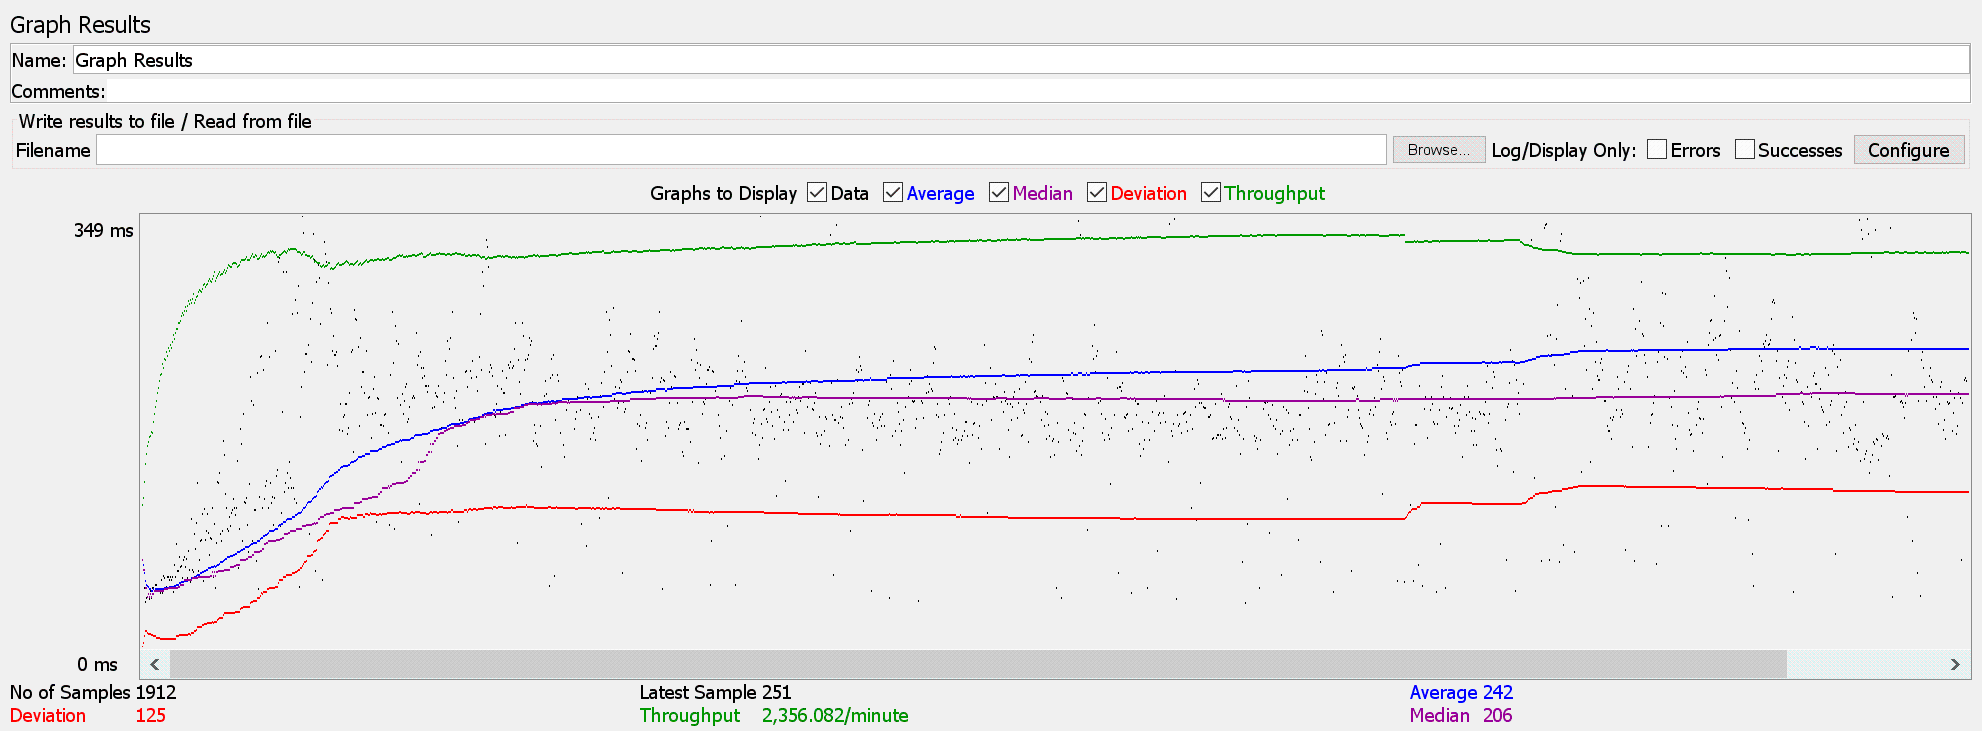 Graph Results
Name: Graph Results
Comments:
Write results to file / Read from file
Filename Browse... Log/Display Only: Errors Successes Configure
Graphs to Display Data Average Median Deviation Throughput
349 ms
0 ms
No of Samples 1912 Latest Sample 251 Average 242
Deviation 125 Throughput 2,356.082/minute Median 206